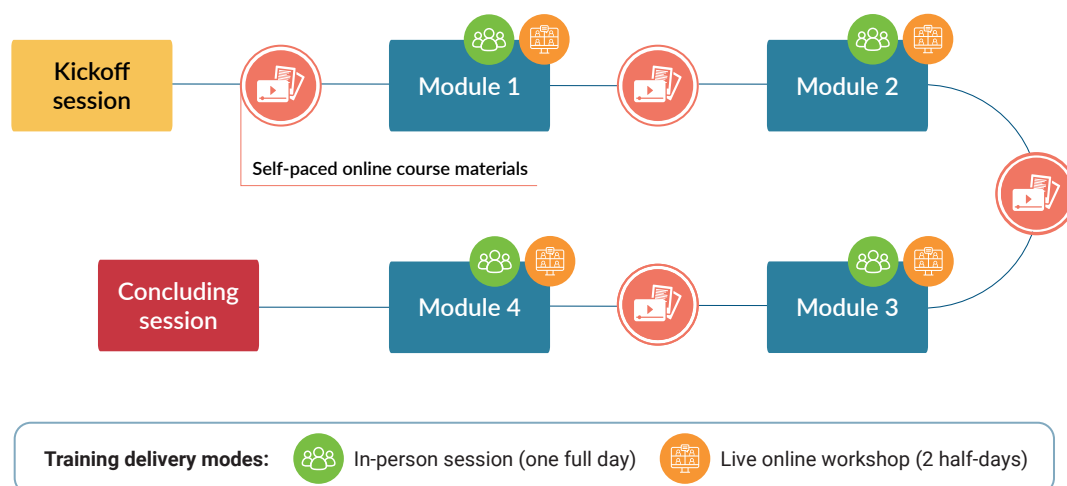 Kickoff
session
Module 1
Module 2
Self-paced online course materials
Concluding
session
Module 4
Module 3
Training delivery modes: In-person session (one full day) Live online workshop (2 half-days)